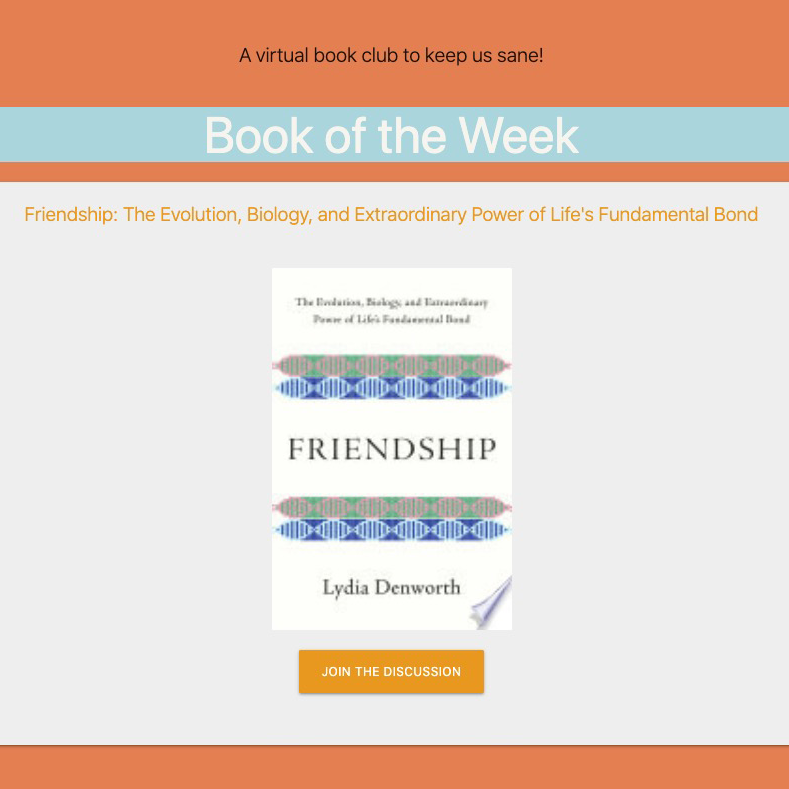 A virtual book club to keep us sane!
Book of the Week
Friendship: The Evolution, Biology, and Extraordinary Power of Life's Fundamental Bond
The Evolution, Biology, and Extraordinary
Power of Life's Fundamental Bond
FRIENDSHIP
Lydia Denworth
JOIN THE DISCUSSION